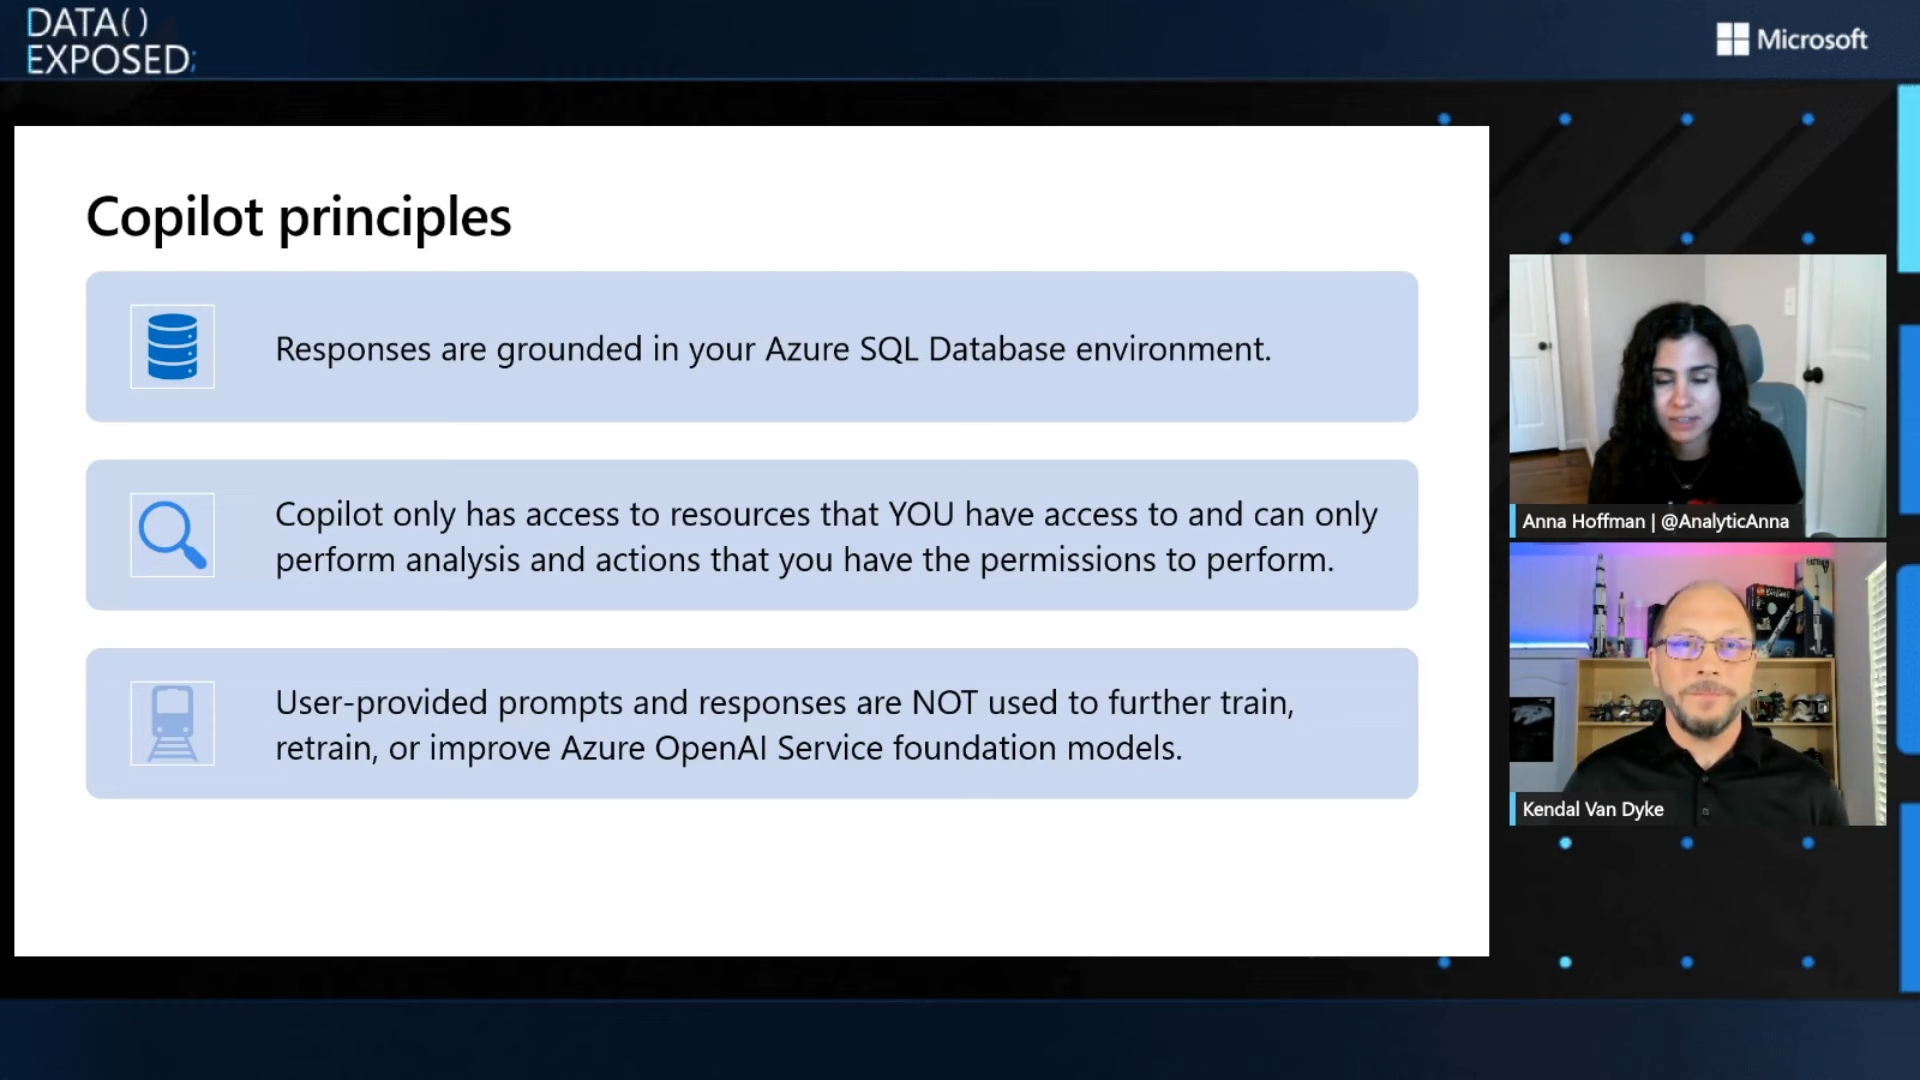 DATA()
EXPOSED;
Microsoft
Copilot principles
Responses are grounded in your Azure SQL Database environment.
Copilot only has access to resources that YOU have access to and can only
perform analysis and actions that you have the permissions to perform.
User-provided prompts and responses are NOT used to further train,
retrain, or improve Azure OpenAI Service foundation models.
Anna Hoffman | @AnalyticAnna
Kendal Van Dyke